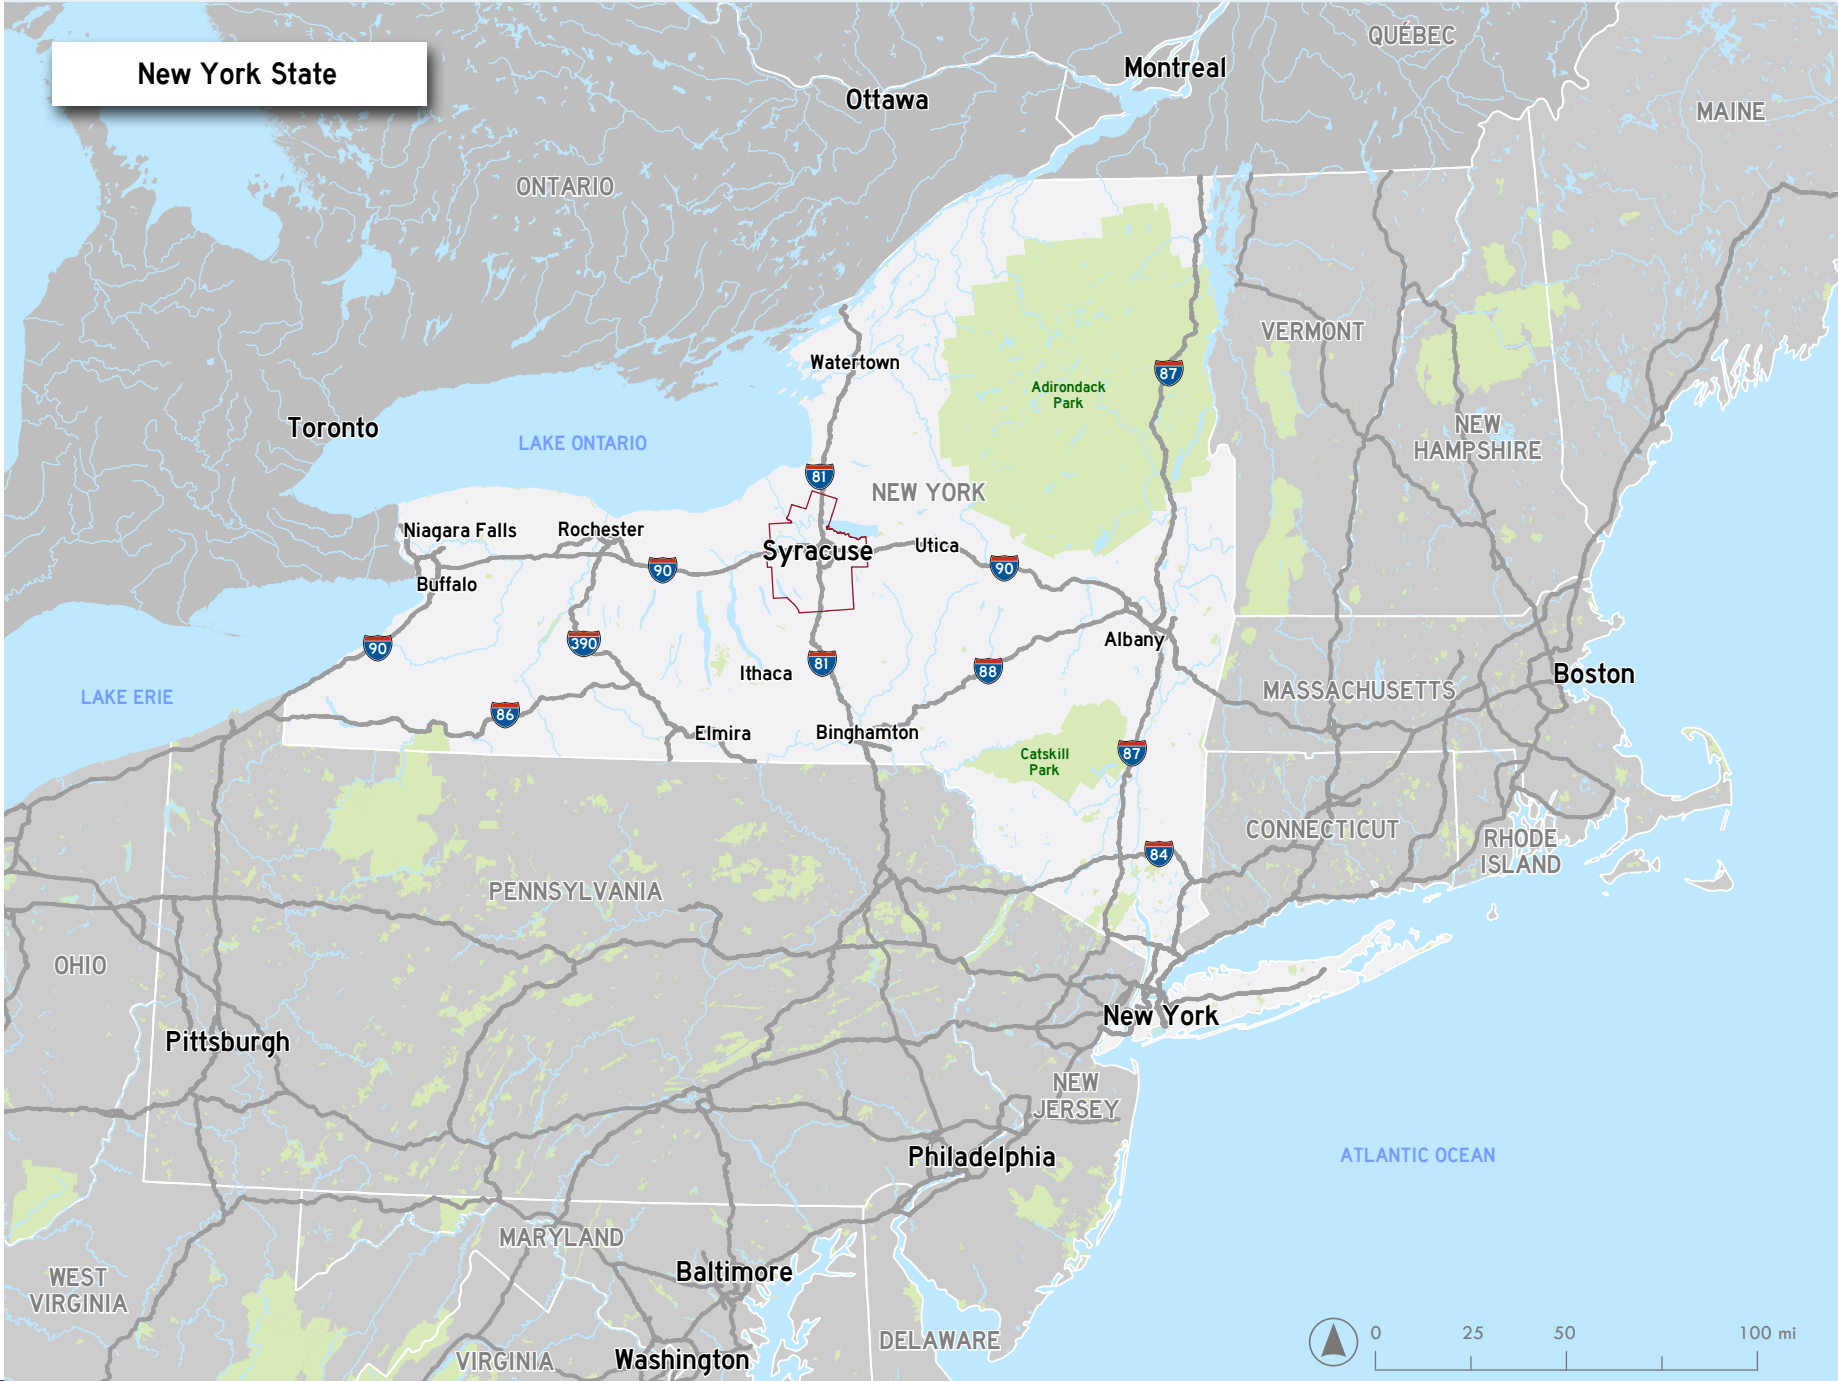 New York State
QUÉBEC
Montreal
Ottawa
MAINE
ONTARIO
VERMONT
Watertown
87
Adirondack
Park
Toronto
LAKE ONTARIO
NEW
HAMPSHIRE
81
NEW YORK
Niagara Falls
Rochester
Syracuse
Utica
90
90
Buffalo
90
390
Albany
81
88
Ithaca
Boston
MASSACHUSETTS
LAKE ERIE
86
Elmira
Binghamton
Catskill
Park
87
CONNECTICUT
RHODE
ISLAND
84
PENNSYLVANIA
OHIO
New York
Pittsburgh
NEW
JERSEY
Philadelphia
ATLANTIC OCEAN
MARYLAND
Baltimore
WEST
VIRGINIA
DELAWARE
VIRGINIA
Washington
0 25 50 100 mi